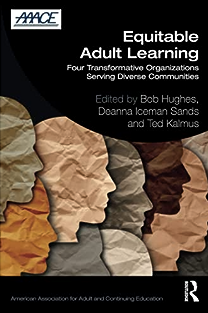 AAACE
Equitable
Adult Learning
Four Transformative Organizations
Serving Diverse Communities
Edited by Bob Hughes,
Deanna Iceman Sands
and Ted Kalmus
American Association for Adult and Continuing Education
R
ROUTLEDGE